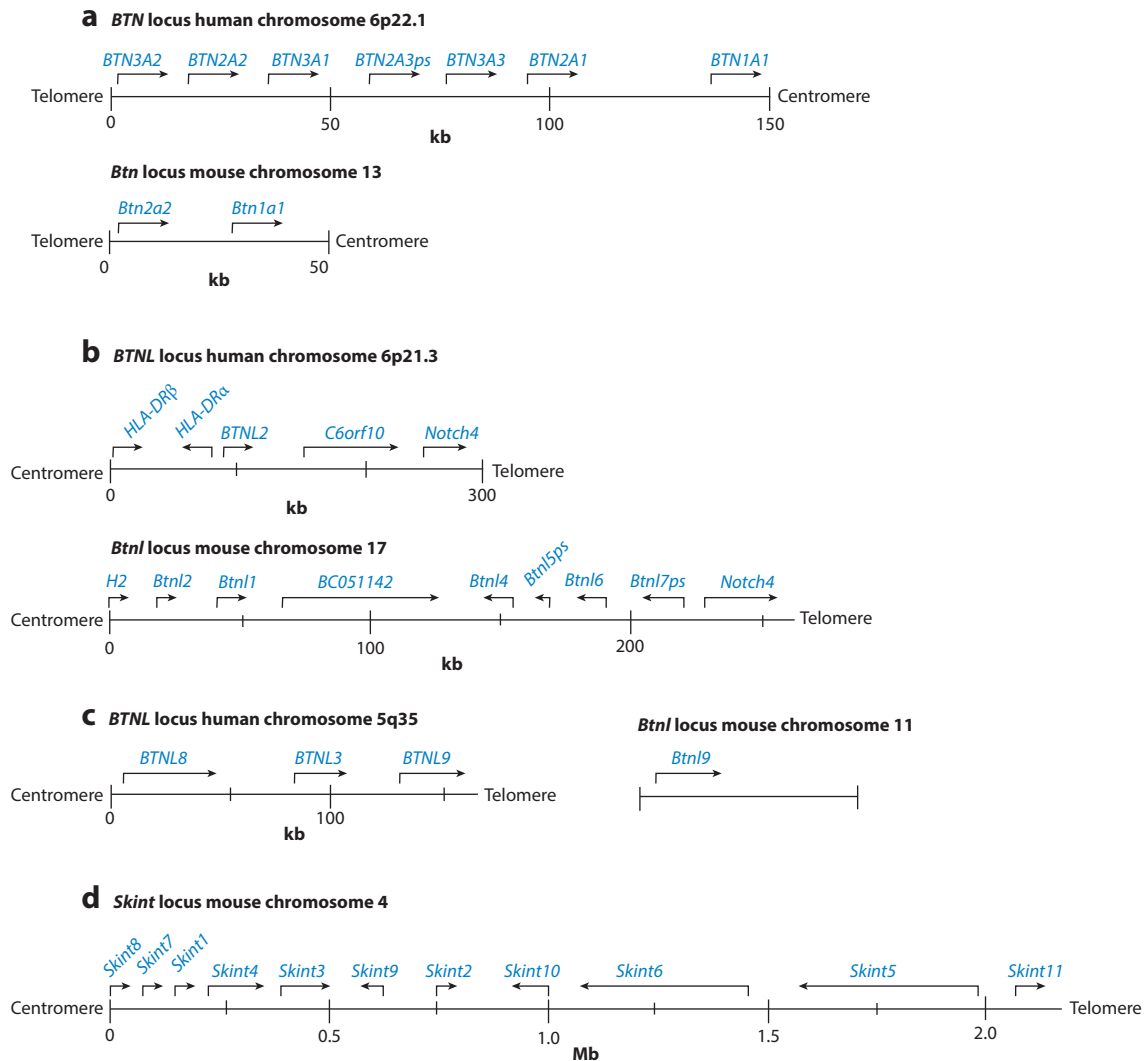 a BTN locus human chromosome 6p22.1
BTN3A2 BTN2A2 BTN3A1 BTN2A3ps BTN3A3 BTN2A1 BTN1A1
Telomere Centromere
0 50 100 150
kb
Btn locus mouse chromosome 13
Btn2a2 Btn1a1
Telomere Centromere
0 50
kb
b BTNL locus human chromosome 6p21.3
HLA-DRβ HLA-DRα BTNL2 C6orf10 Notch4
Centromere Telomere
0 300
kb
Btnl locus mouse chromosome 17
H2 Btnl2 Btnl1 BC051142 Btnl4 Btnl5ps Btnl6 Btnl7ps Notch4
Centromere Telomere
0 100 200
kb
c BTNL locus human chromosome 5q35
BTNL8 BTNL3 BTNL9
Centromere Telomere
0 100
kb
Btnl locus mouse chromosome 11
Btnl9
d Skint locus mouse chromosome 4
Skint8 Skint7 Skint1 Skint4 Skint3 Skint9 Skint2 Skint10 Skint6 Skint5 Skint11
Centromere Telomere
0 0.5 1.0 1.5 2.0
Mb